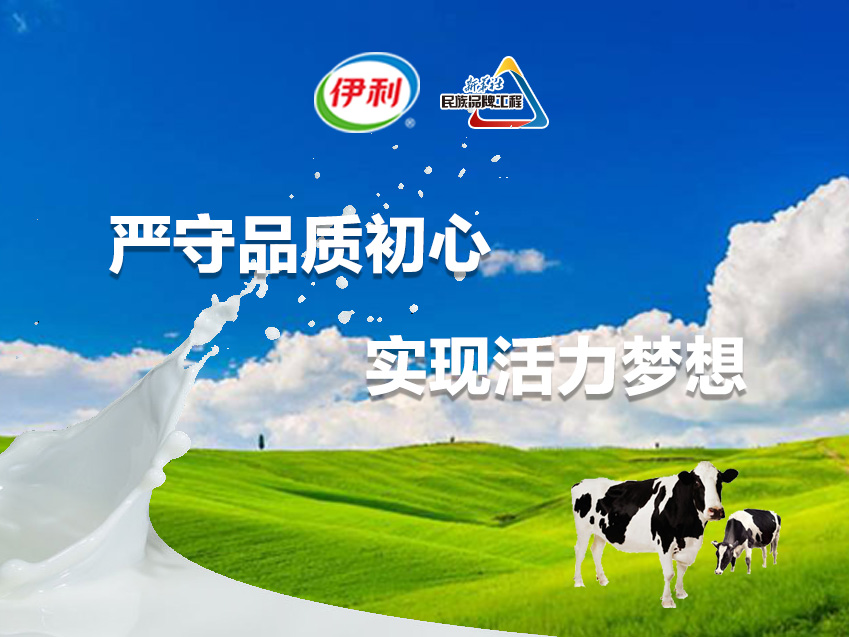 伊利
®
新华社
民族品牌工程
严守品质初心
实现活力梦想